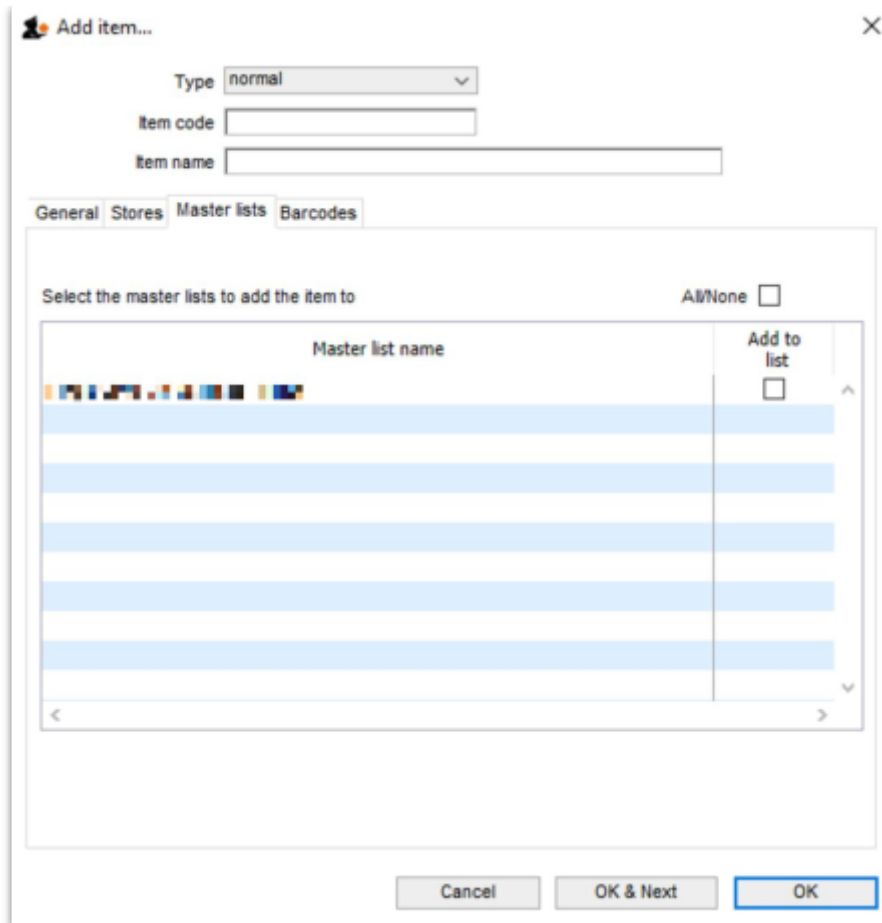 Add item...
Type normal
Item code
Item name
General Stores Master lists Barcodes
Select the master lists to add the item to All/None
Master list name Add to list
Cancel OK & Next OK